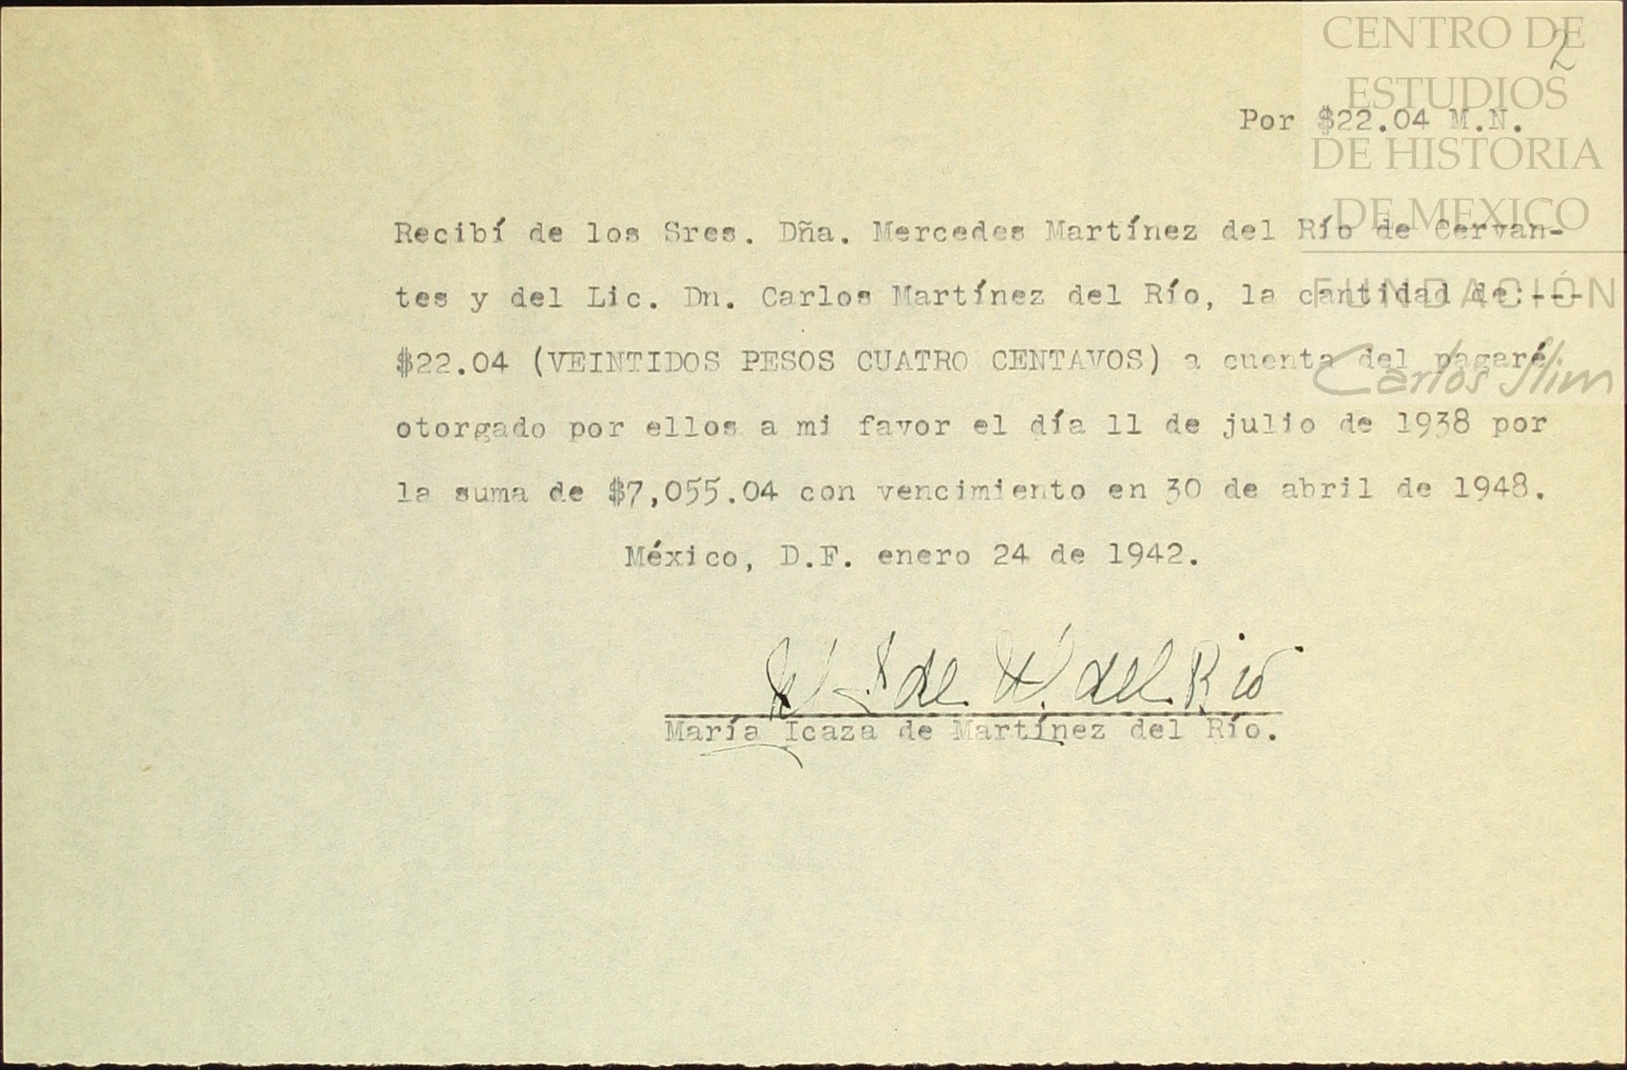 CENTRO DE
ESTUDIOS
DE HISTORIA
DE MEXICO
FUNDACIÓN
Carlos Slim
2
Por $22.04 M.N.
Recibí de los Sres. Dña. Mercedes Martínez del Río de Cervan-
tes y del Lic. Dn. Carlos Martínez del Río, la cantidad de:---
$22.04 (VEINTIDOS PESOS CUATRO CENTAVOS) a cuenta del pagaré
otorgado por ellos a mi favor el día 11 de julio de 1938 por
la suma de $7,055.04 con vencimiento en 30 de abril de 1948.
México, D.F. enero 24 de 1942.
de M. del Rio
María Icaza de Martínez del Río.